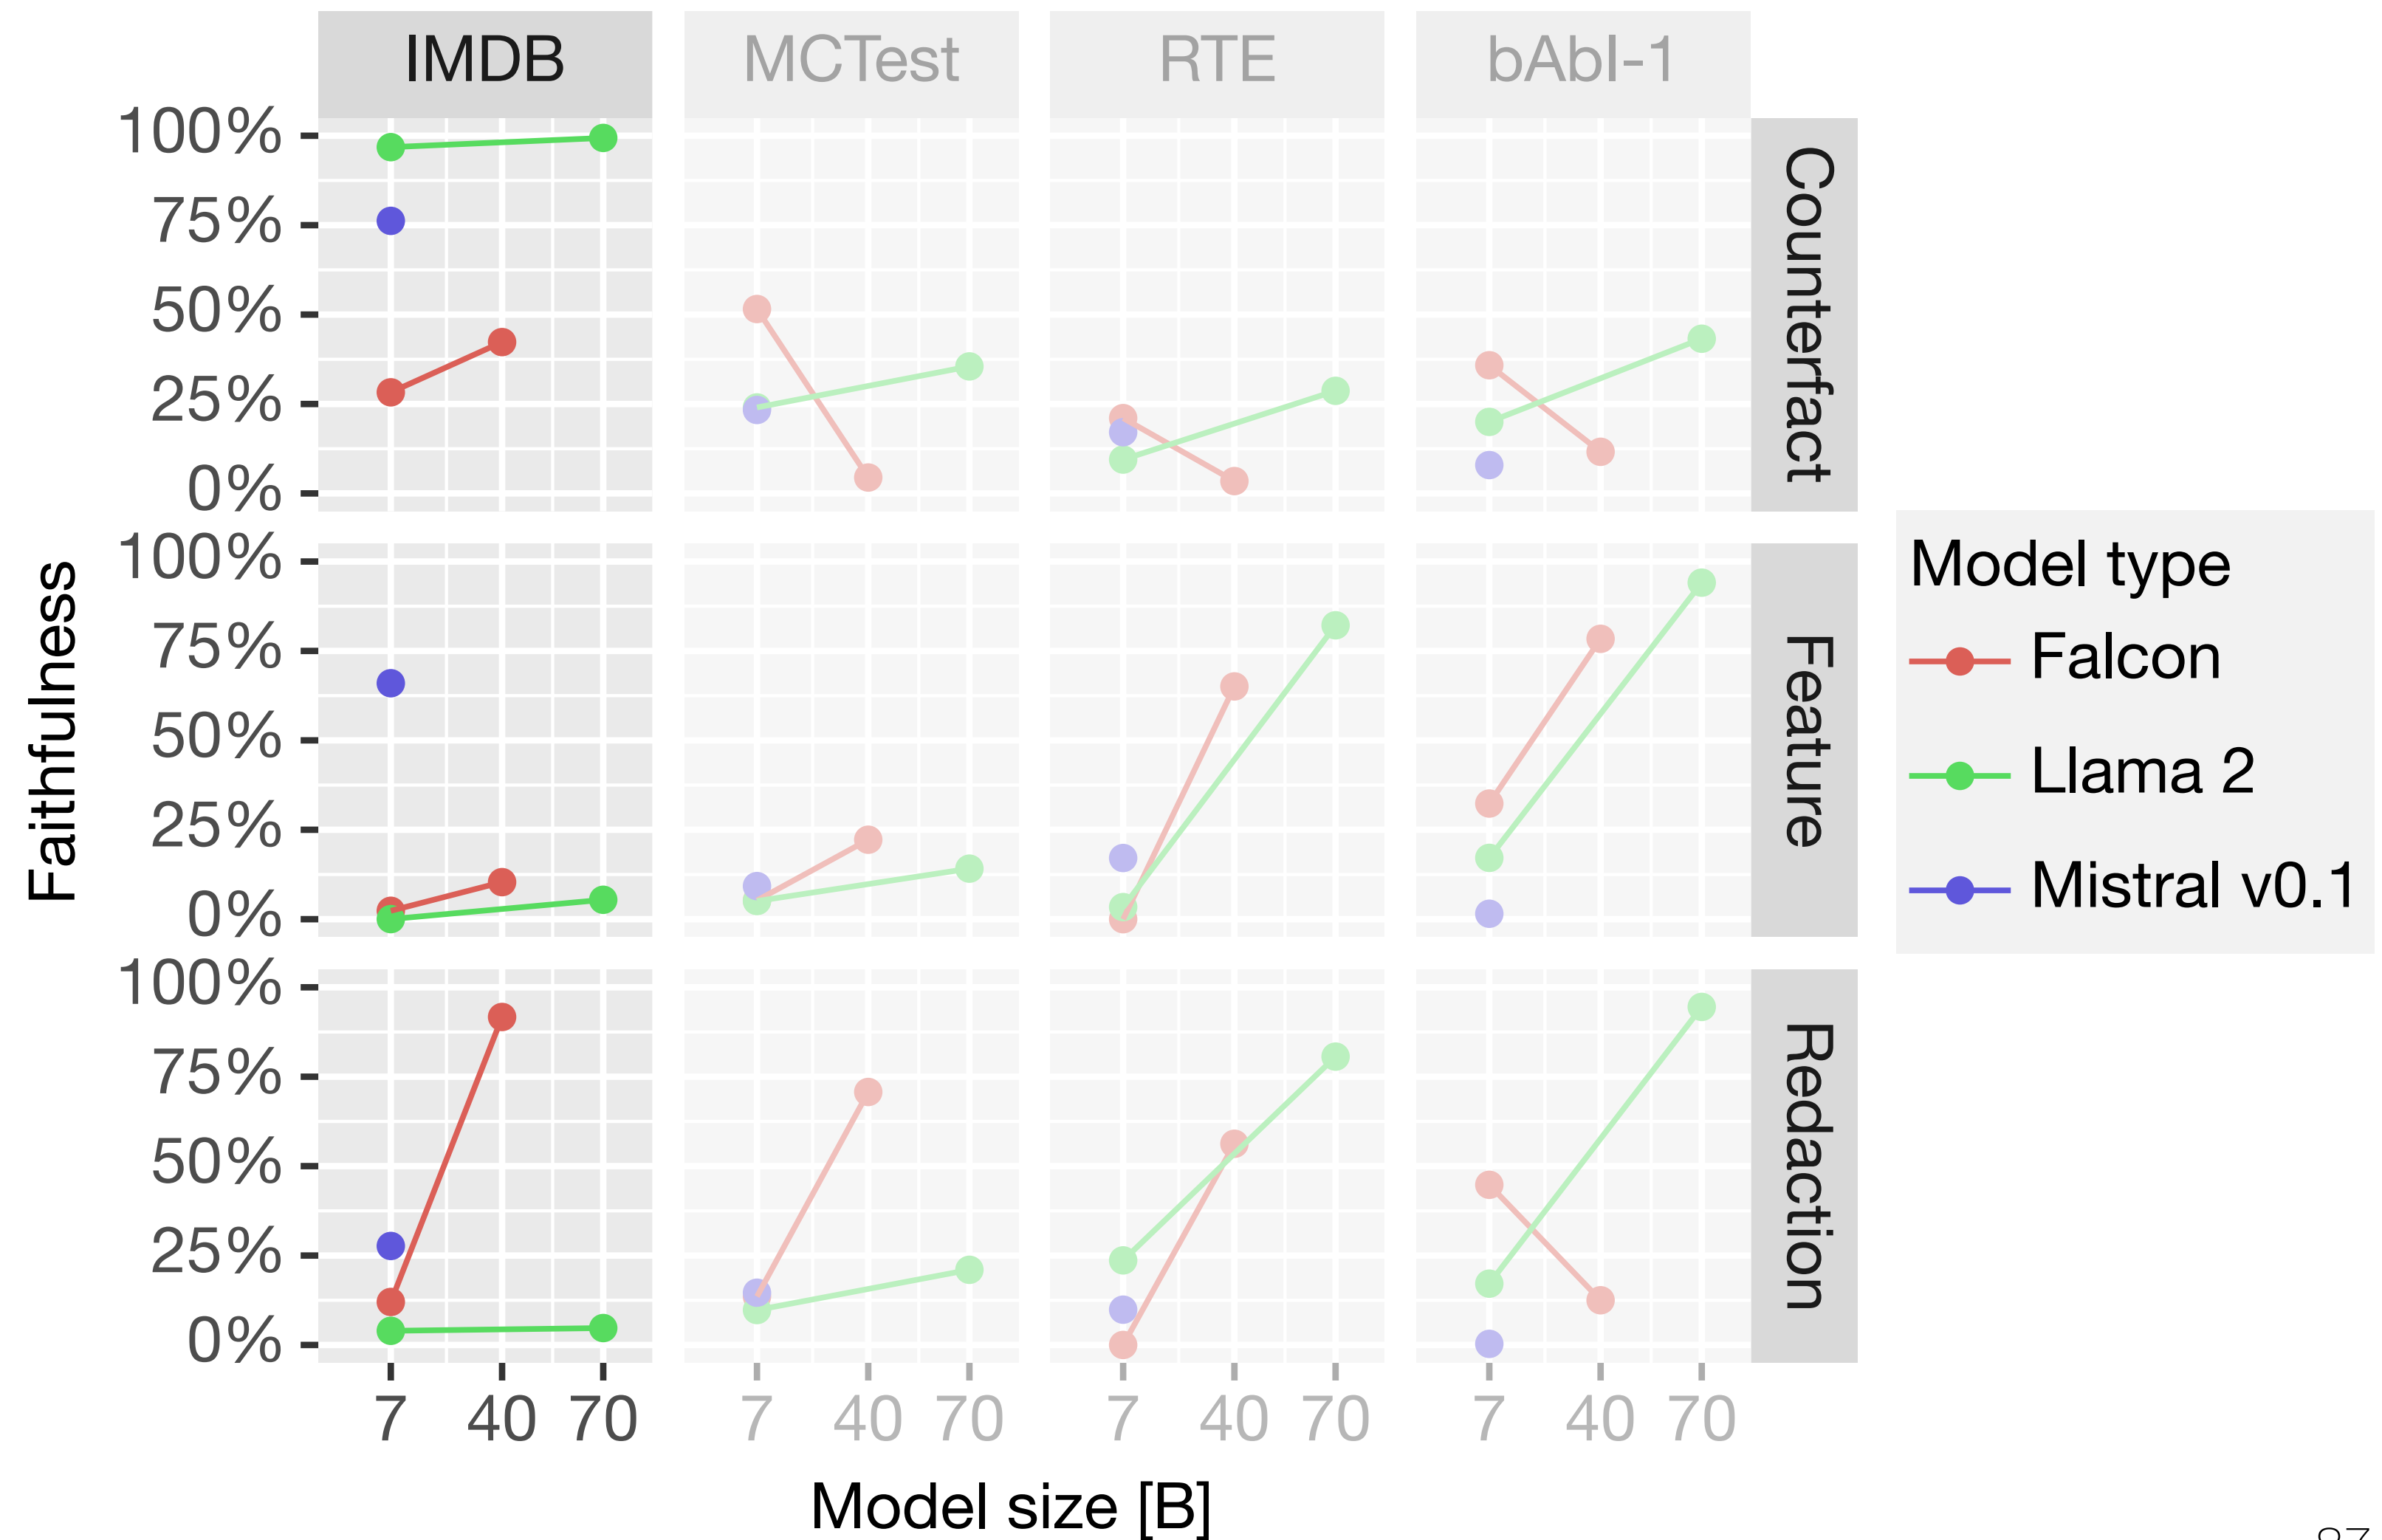 IMDB MCTest RTE bAbI-1
100%
75%
50%
25%
0%
Counterfact
100%
75%
50%
25%
0%
Feature
100%
75%
50%
25%
0%
Redaction
Faithfulness
7 40 70 7 40 70 7 40 70 7 40 70
Model size [B]
Model type
Falcon
Llama 2
Mistral v0.1